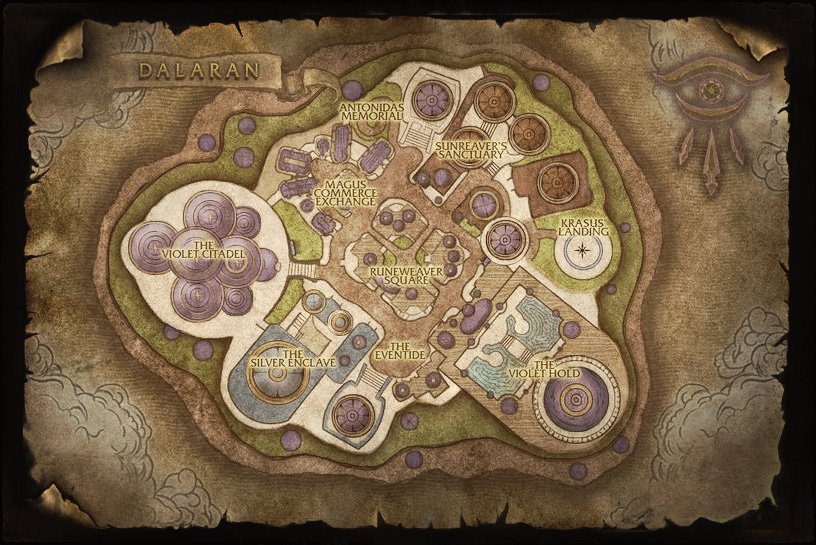 DALARAN
ANTONIDAS
MEMORIAL
SUNREAVER'S
SANCTUARY
MAGUS
COMMERCE
EXCHANGE
KRASUS'
LANDING
THE
VIOLET CITADEL
RUNEWEAVER
SQUARE
THE
SILVER ENCLAVE
THE
EVENTIDE
THE
VIOLET HOLD